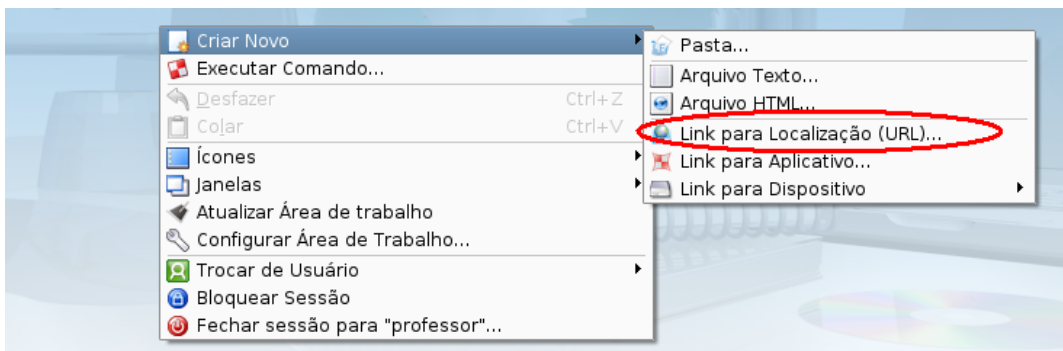 Criar Novo
Executar Comando...
Desfazer Ctrl+Z
Colar Ctrl+V
Ícones
Janelas
Atualizar Área de trabalho
Configurar Área de Trabalho...
Trocar de Usuário
Bloquear Sessão
Fechar sessão para "professor"...
Pasta...
Arquivo Texto...
Arquivo HTML...
Link para Localização (URL)...
Link para Aplicativo...
Link para Dispositivo